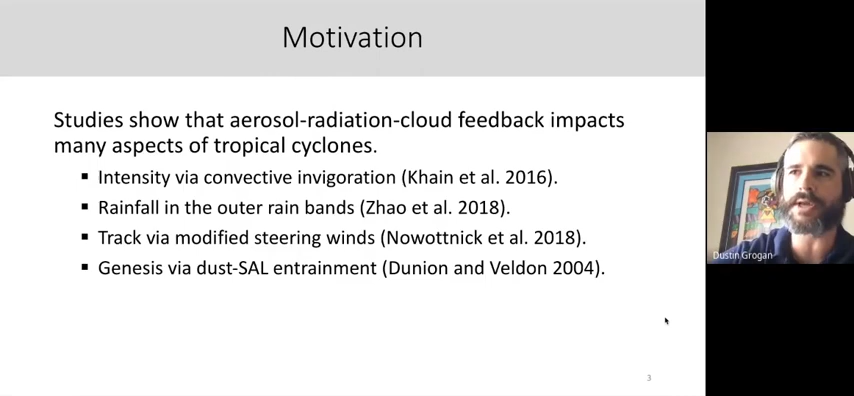 Motivation
Studies show that aerosol-radiation-cloud feedback impacts
many aspects of tropical cyclones.
▪ Intensity via convective invigoration (Khain et al. 2016).
▪ Rainfall in the outer rain bands (Zhao et al. 2018).
▪ Track via modified steering winds (Nowottnick et al. 2018).
▪ Genesis via dust-SAL entrainment (Dunion and Veldon 2004).
Dustin Grogan
3